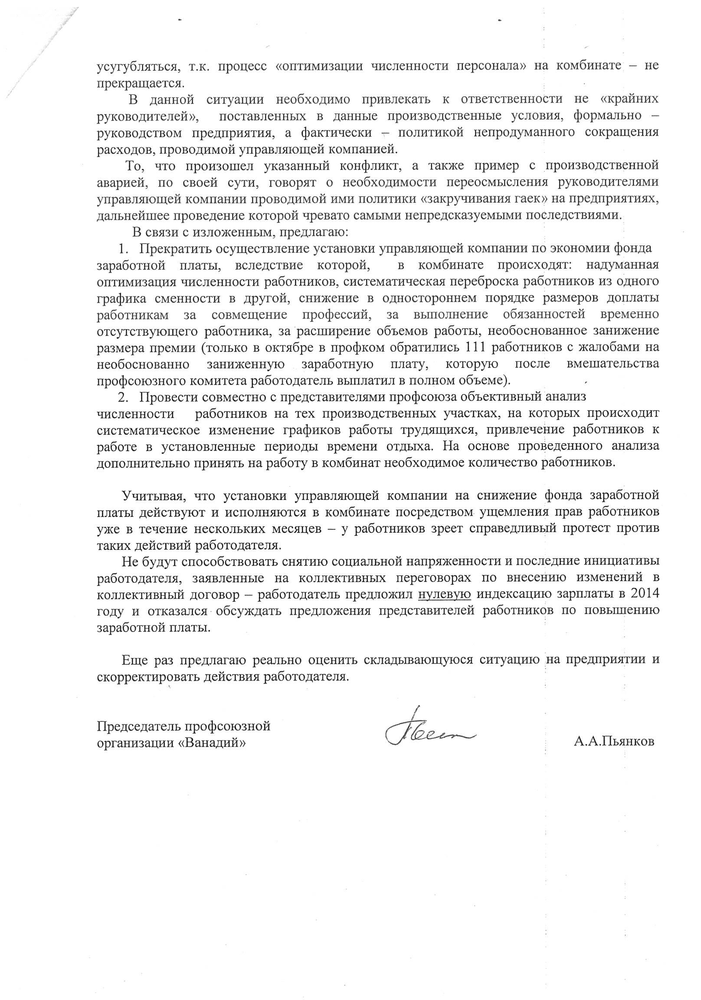 усугубляться, т.к. процесс «оптимизации численности персонала» на комбинате – не
прекращается.
В данной ситуации необходимо привлекать к ответственности не «крайних
руководителей», поставленных в данные производственные условия, формально –
руководством предприятия, а фактически – политикой непродуманного сокращения
расходов, проводимой управляющей компанией.
То, что произошел указанный конфликт, а также пример с производственной
аварией, по своей сути, говорят о необходимости переосмысления руководителями
управляющей компании проводимой ими политики «закручивания гаек» на предприятиях,
дальнейшее проведение которой чревато самыми непредсказуемыми последствиями.
В связи с изложенным, предлагаю:
1. Прекратить осуществление установки управляющей компании по экономии фонда
заработной платы, вследствие которой, в комбинате происходят: надуманная
оптимизация численности работников, систематическая переброска работников из одного
графика сменности в другой, снижение в одностороннем порядке размеров доплаты
работникам за совмещение профессий, за выполнение обязанностей временно
отсутствующего работника, за расширение объемов работы, необоснованное занижение
размера премии (только в октябре в профком обратились 111 работников с жалобами на
необоснованно заниженную заработную плату, которую после вмешательства
профсоюзного комитета работодатель выплатил в полном объеме).
2. Провести совместно с представителями профсоюза объективный анализ
численности работников на тех производственных участках, на которых происходит
систематическое изменение графиков работы трудящихся, привлечение работников к
работе в установленные периоды времени отдыха. На основе проведенного анализа
дополнительно принять на работу в комбинат необходимое количество работников.
Учитывая, что установки управляющей компании на снижение фонда заработной
платы действуют и исполняются в комбинате посредством ущемления прав работников
уже в течение нескольких месяцев – у работников зреет справедливый протест против
таких действий работодателя.
Не будут способствовать снятию социальной напряженности и последние инициативы
работодателя, заявленные на коллективных переговорах по внесению изменений в
коллективный договор – работодатель предложил нулевую индексацию зарплаты в 2014
году и отказался обсуждать предложения представителей работников по повышению
заработной платы.
Еще раз предлагаю реально оценить складывающуюся ситуацию на предприятии и
скорректировать действия работодателя.
Председатель профсоюзной
организации «Ванадий»
А.А.Пьянков